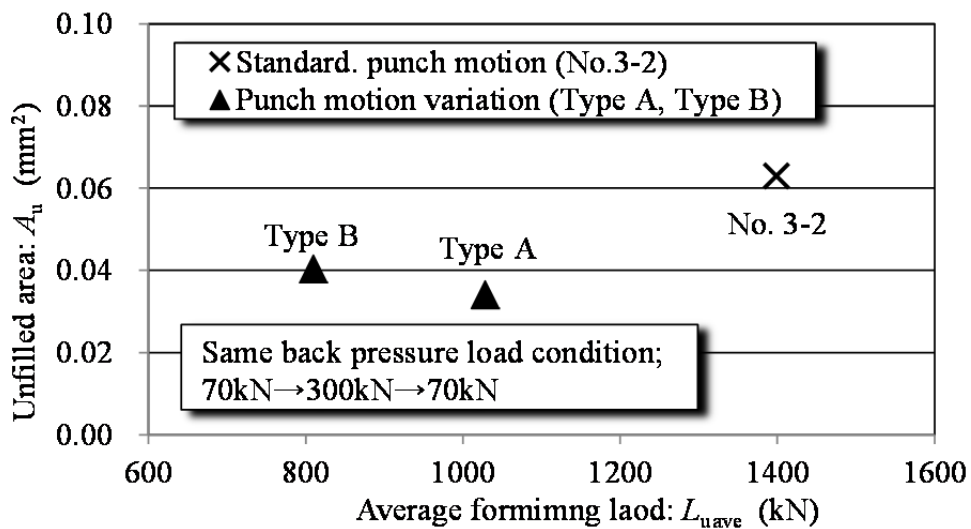 0.10
0.08
0.06
0.04
0.02
0.00
Unfilled area: Au (mm²)
×Standard. punch motion (No.3-2)
▲Punch motion variation (Type A, Type B)
No. 3-2
Type B
Type A
Same back pressure load condition;
70kN→300kN→70kN
600 800 1000 1200 1400 1600
Average formimng laod: Luave (kN)